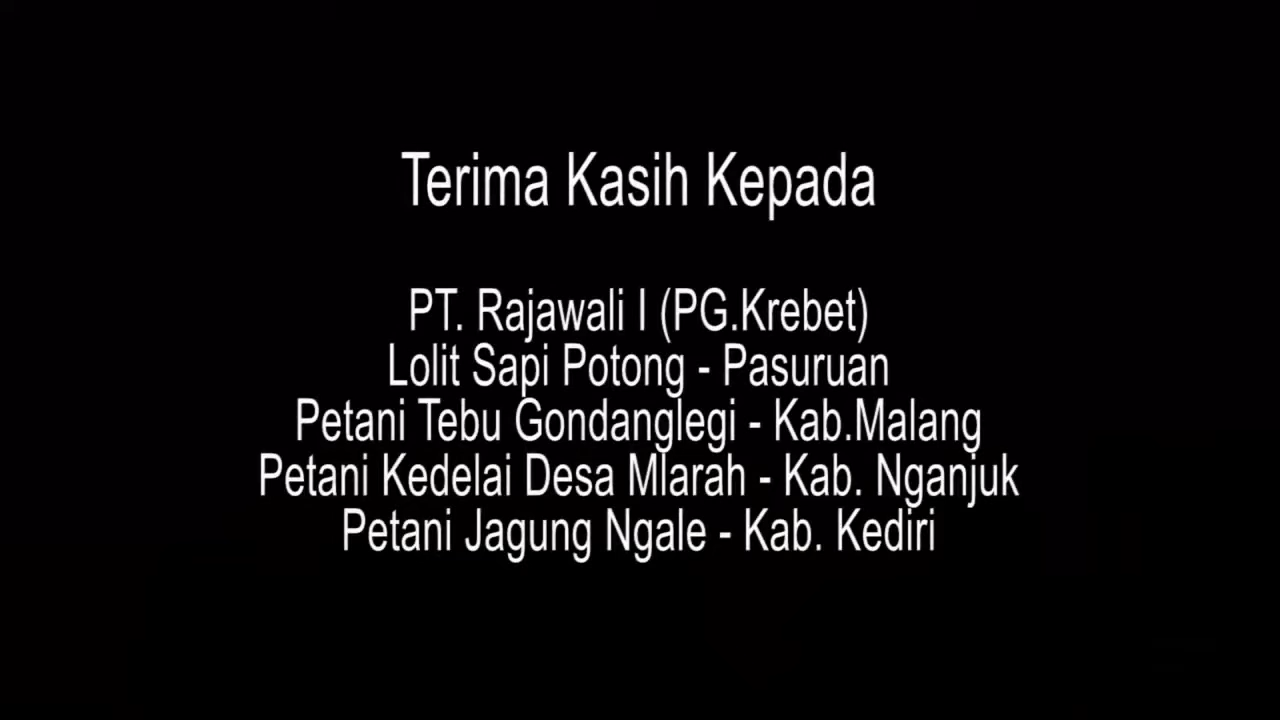 Terima Kasih Kepada
PT. Rajawali I (PG.Krebet)
Lolit Sapi Potong - Pasuruan
Petani Tebu Gondanglegi - Kab.Malang
Petani Kedelai Desa Mlarah - Kab. Nganjuk
Petani Jagung Ngale - Kab. Kediri